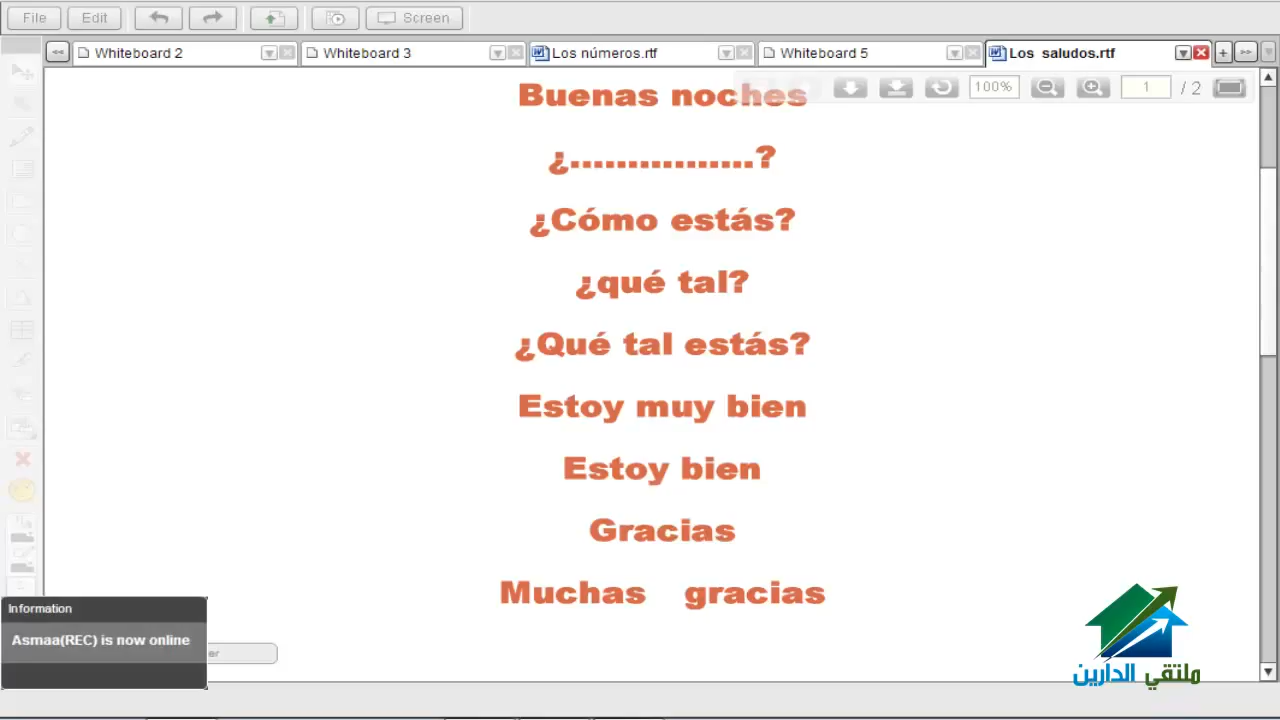 File Edit Screen
Whiteboard 2 Whiteboard 3 Los números.rtf Whiteboard 5 Los saludos.rtf
100% 1 / 2
Buenas noches
¿................?
¿Cómo estás?
¿qué tal?
¿Qué tal estás?
Estoy muy bien
Estoy bien
Gracias
Muchas gracias
Information
Asmaa(REC) is now online
ملتقي الدارين